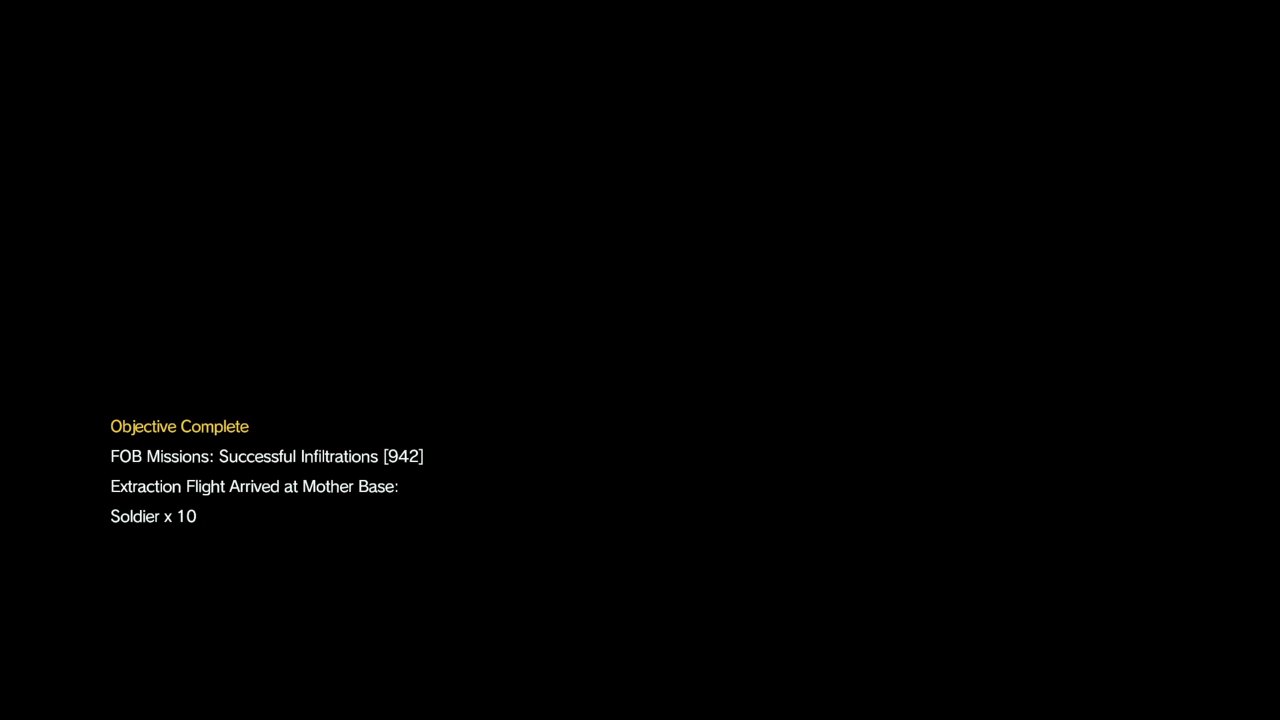 Objective Complete
FOB Missions: Successful Infiltrations [942]
Extraction Flight Arrived at Mother Base:
Soldier x 10